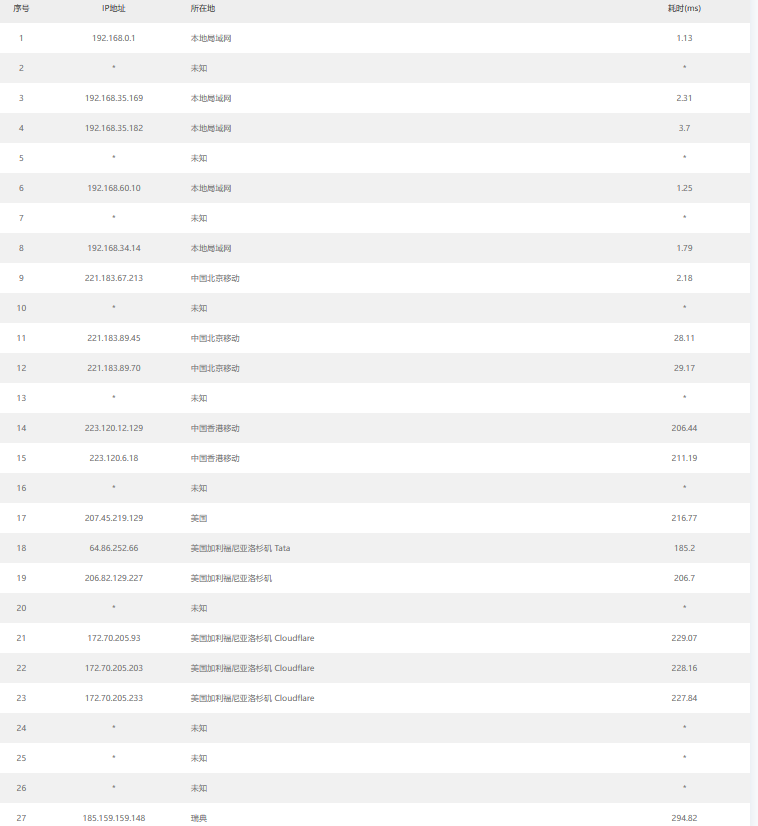 序号 IP地址 所在地 耗时(ms)
1 192.168.0.1 本地局域网 1.13
2 * 未知 *
3 192.168.35.169 本地局域网 2.31
4 192.168.35.182 本地局域网 3.7
5 * 未知 *
6 192.168.60.10 本地局域网 1.25
7 * 未知 *
8 192.168.34.14 本地局域网 1.79
9 221.183.67.213 中国北京移动 2.18
10 * 未知 *
11 221.183.89.45 中国北京移动 28.11
12 221.183.89.70 中国北京移动 29.17
13 * 未知 *
14 223.120.12.129 中国香港移动 206.44
15 223.120.6.18 中国香港移动 211.19
16 * 未知 *
17 207.45.219.129 美国 216.77
18 64.86.252.66 美国加利福尼亚洛杉矶 Tata 185.2
19 206.82.129.227 美国加利福尼亚洛杉矶 206.7
20 * 未知 *
21 172.70.205.93 美国加利福尼亚洛杉矶 Cloudflare 229.07
22 172.70.205.203 美国加利福尼亚洛杉矶 Cloudflare 228.16
23 172.70.205.233 美国加利福尼亚洛杉矶 Cloudflare 227.84
24 * 未知 *
25 * 未知 *
26 * 未知 *
27 185.159.159.148 瑞典 294.82